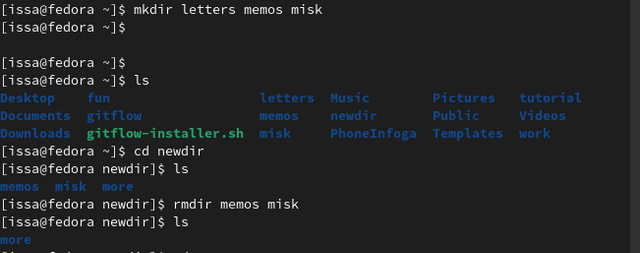 [issa@fedora ~]$ mkdir letters memos misk
[issa@fedora ~]$
[issa@fedora ~]$
[issa@fedora ~]$ ls
Desktop fun letters Music Pictures tutorial
Documents gitflow memos newdir Public Videos
Downloads gitflow-installer.sh misk PhoneInfoga Templates work
[issa@fedora ~]$ cd newdir
[issa@fedora newdir]$ ls
memos misk more
[issa@fedora newdir]$ rmdir memos misk
[issa@fedora newdir]$ ls
more